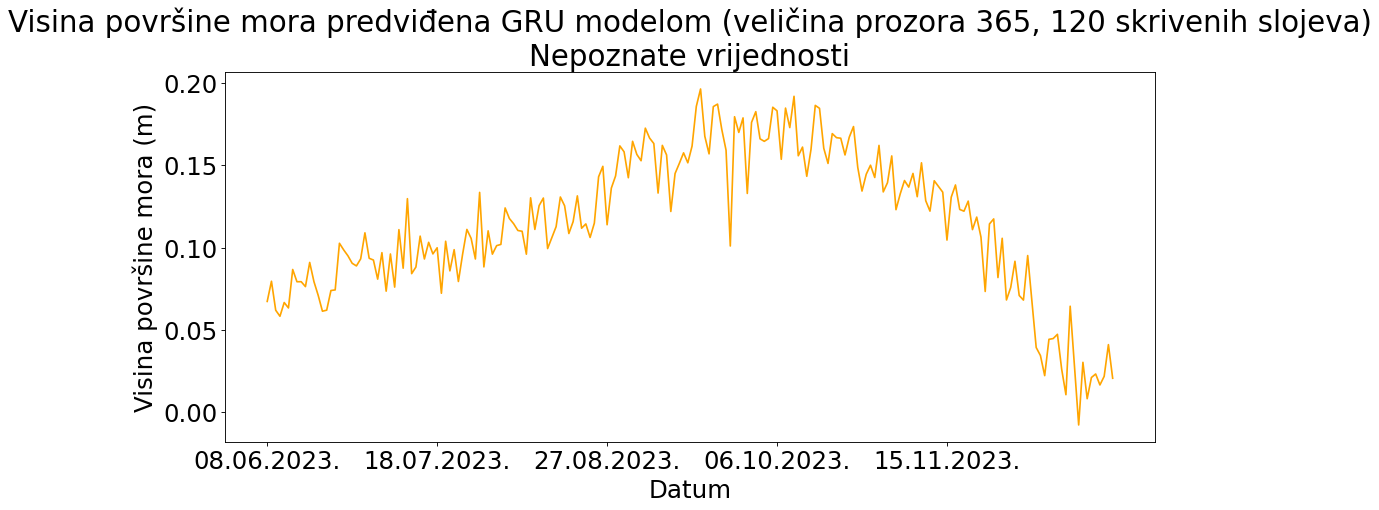 Visina površine mora predviđena GRU modelom (veličina prozora 365, 120 skrivenih slojeva)
Nepoznate vrijednosti
Visina površine mora (m)
0.20
0.15
0.10
0.05
0.00
08.06.2023. 18.07.2023. 27.08.2023. 06.10.2023. 15.11.2023.
Datum